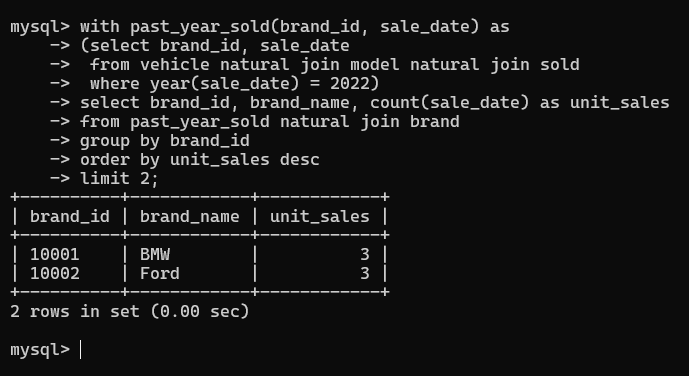 mysql> with past_year_sold(brand_id, sale_date) as
    -> (select brand_id, sale_date
    ->  from vehicle natural join model natural join sold
    ->  where year(sale_date) = 2022)
    -> select brand_id, brand_name, count(sale_date) as unit_sales
    -> from past_year_sold natural join brand
    -> group by brand_id
    -> order by unit_sales desc
    -> limit 2;
+----------+------------+------------+
| brand_id | brand_name | unit_sales |
+----------+------------+------------+
| 10001    | BMW        |          3 |
| 10002    | Ford       |          3 |
+----------+------------+------------+
2 rows in set (0.00 sec)
mysql>